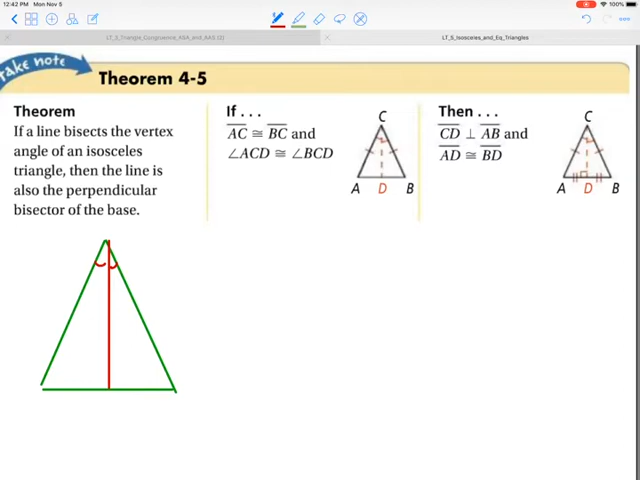 12:42 PM Mon Nov 5
100%
LT_3_Triangle_Congruence_ASA_and_AAS (2)
LT_5_Isosceles_and_Eq_Triangles
take note
Theorem 4-5
Theorem
If a line bisects the vertex
angle of an isosceles
triangle, then the line is
also the perpendicular
bisector of the base.
If . . .
AC ≅ BC and
∠ACD ≅ ∠BCD
C
A D B
Then . . .
CD ⊥ AB and
AD ≅ BD
C
A D B